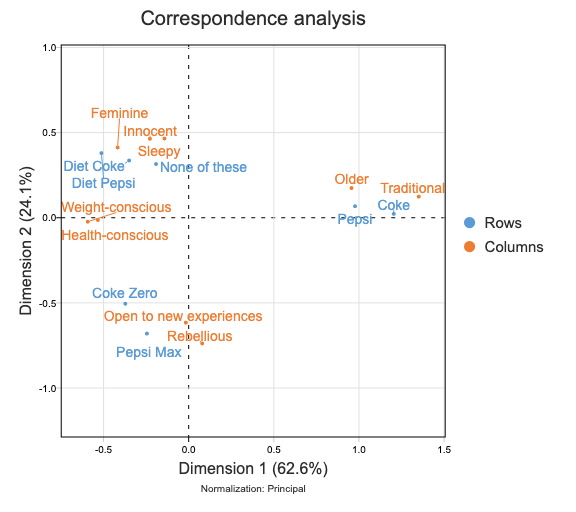 Correspondence analysis
1.0
Feminine
0.5
Innocent
Sleepy
Diet Coke
None of these
Diet Pepsi
Older
Traditional
Weight-conscious
Coke
0.0
Pepsi
Health-conscious
Rows
Columns
Coke Zero
-0.5
Open to new experiences
Rebellious
Pepsi Max
-1.0
Dimension 2 (24.1%)
-0.5 0.0 0.5 1.0 1.5
Dimension 1 (62.6%)
Normalization: Principal